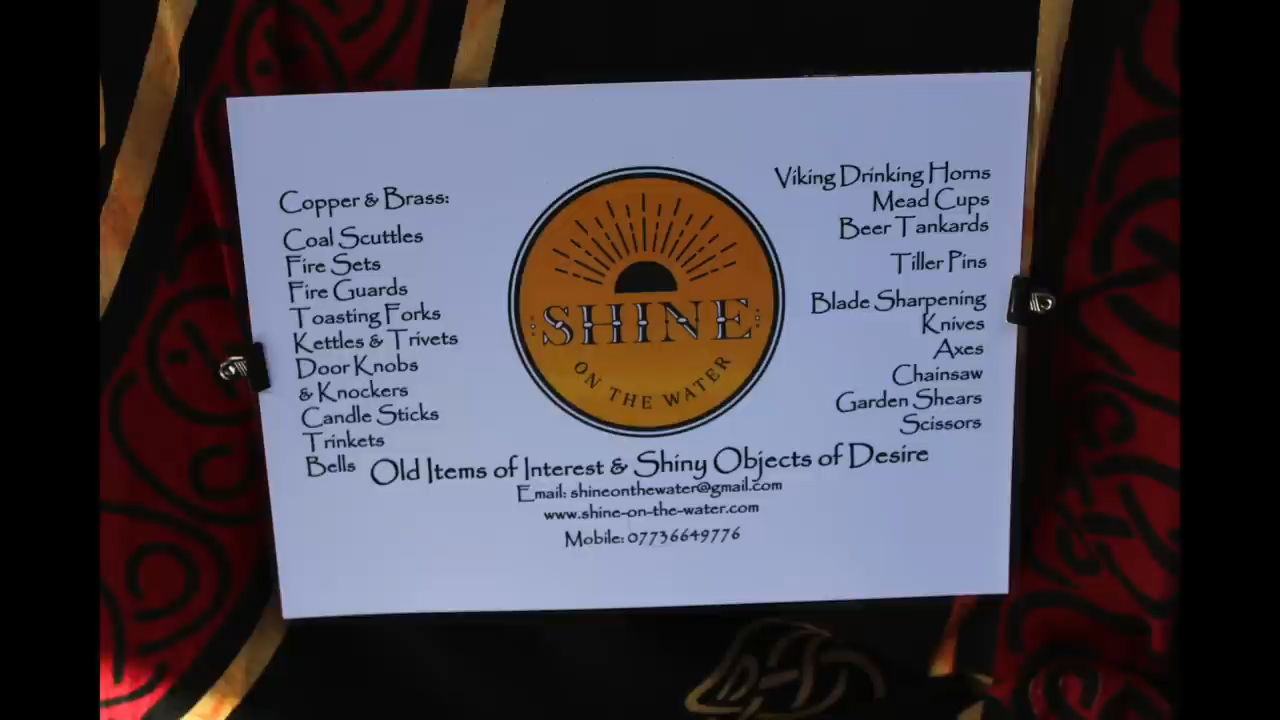 Copper & Brass:
Coal Scuttles
Fire Sets
Fire Guards
Toasting Forks
Kettles & Trivets
Door Knobs
& Knockers
Candle Sticks
Trinkets
Bells
SHINE
ON THE WATER
Viking Drinking Horns
Mead Cups
Beer Tankards
Tiller Pins
Blade Sharpening
Knives
Axes
Chainsaw
Garden Shears
Scissors
Old Items of Interest & Shiny Objects of Desire
Email: shineonthewater@gmail.com
www.shine-on-the-water.com
Mobile: 07736649776